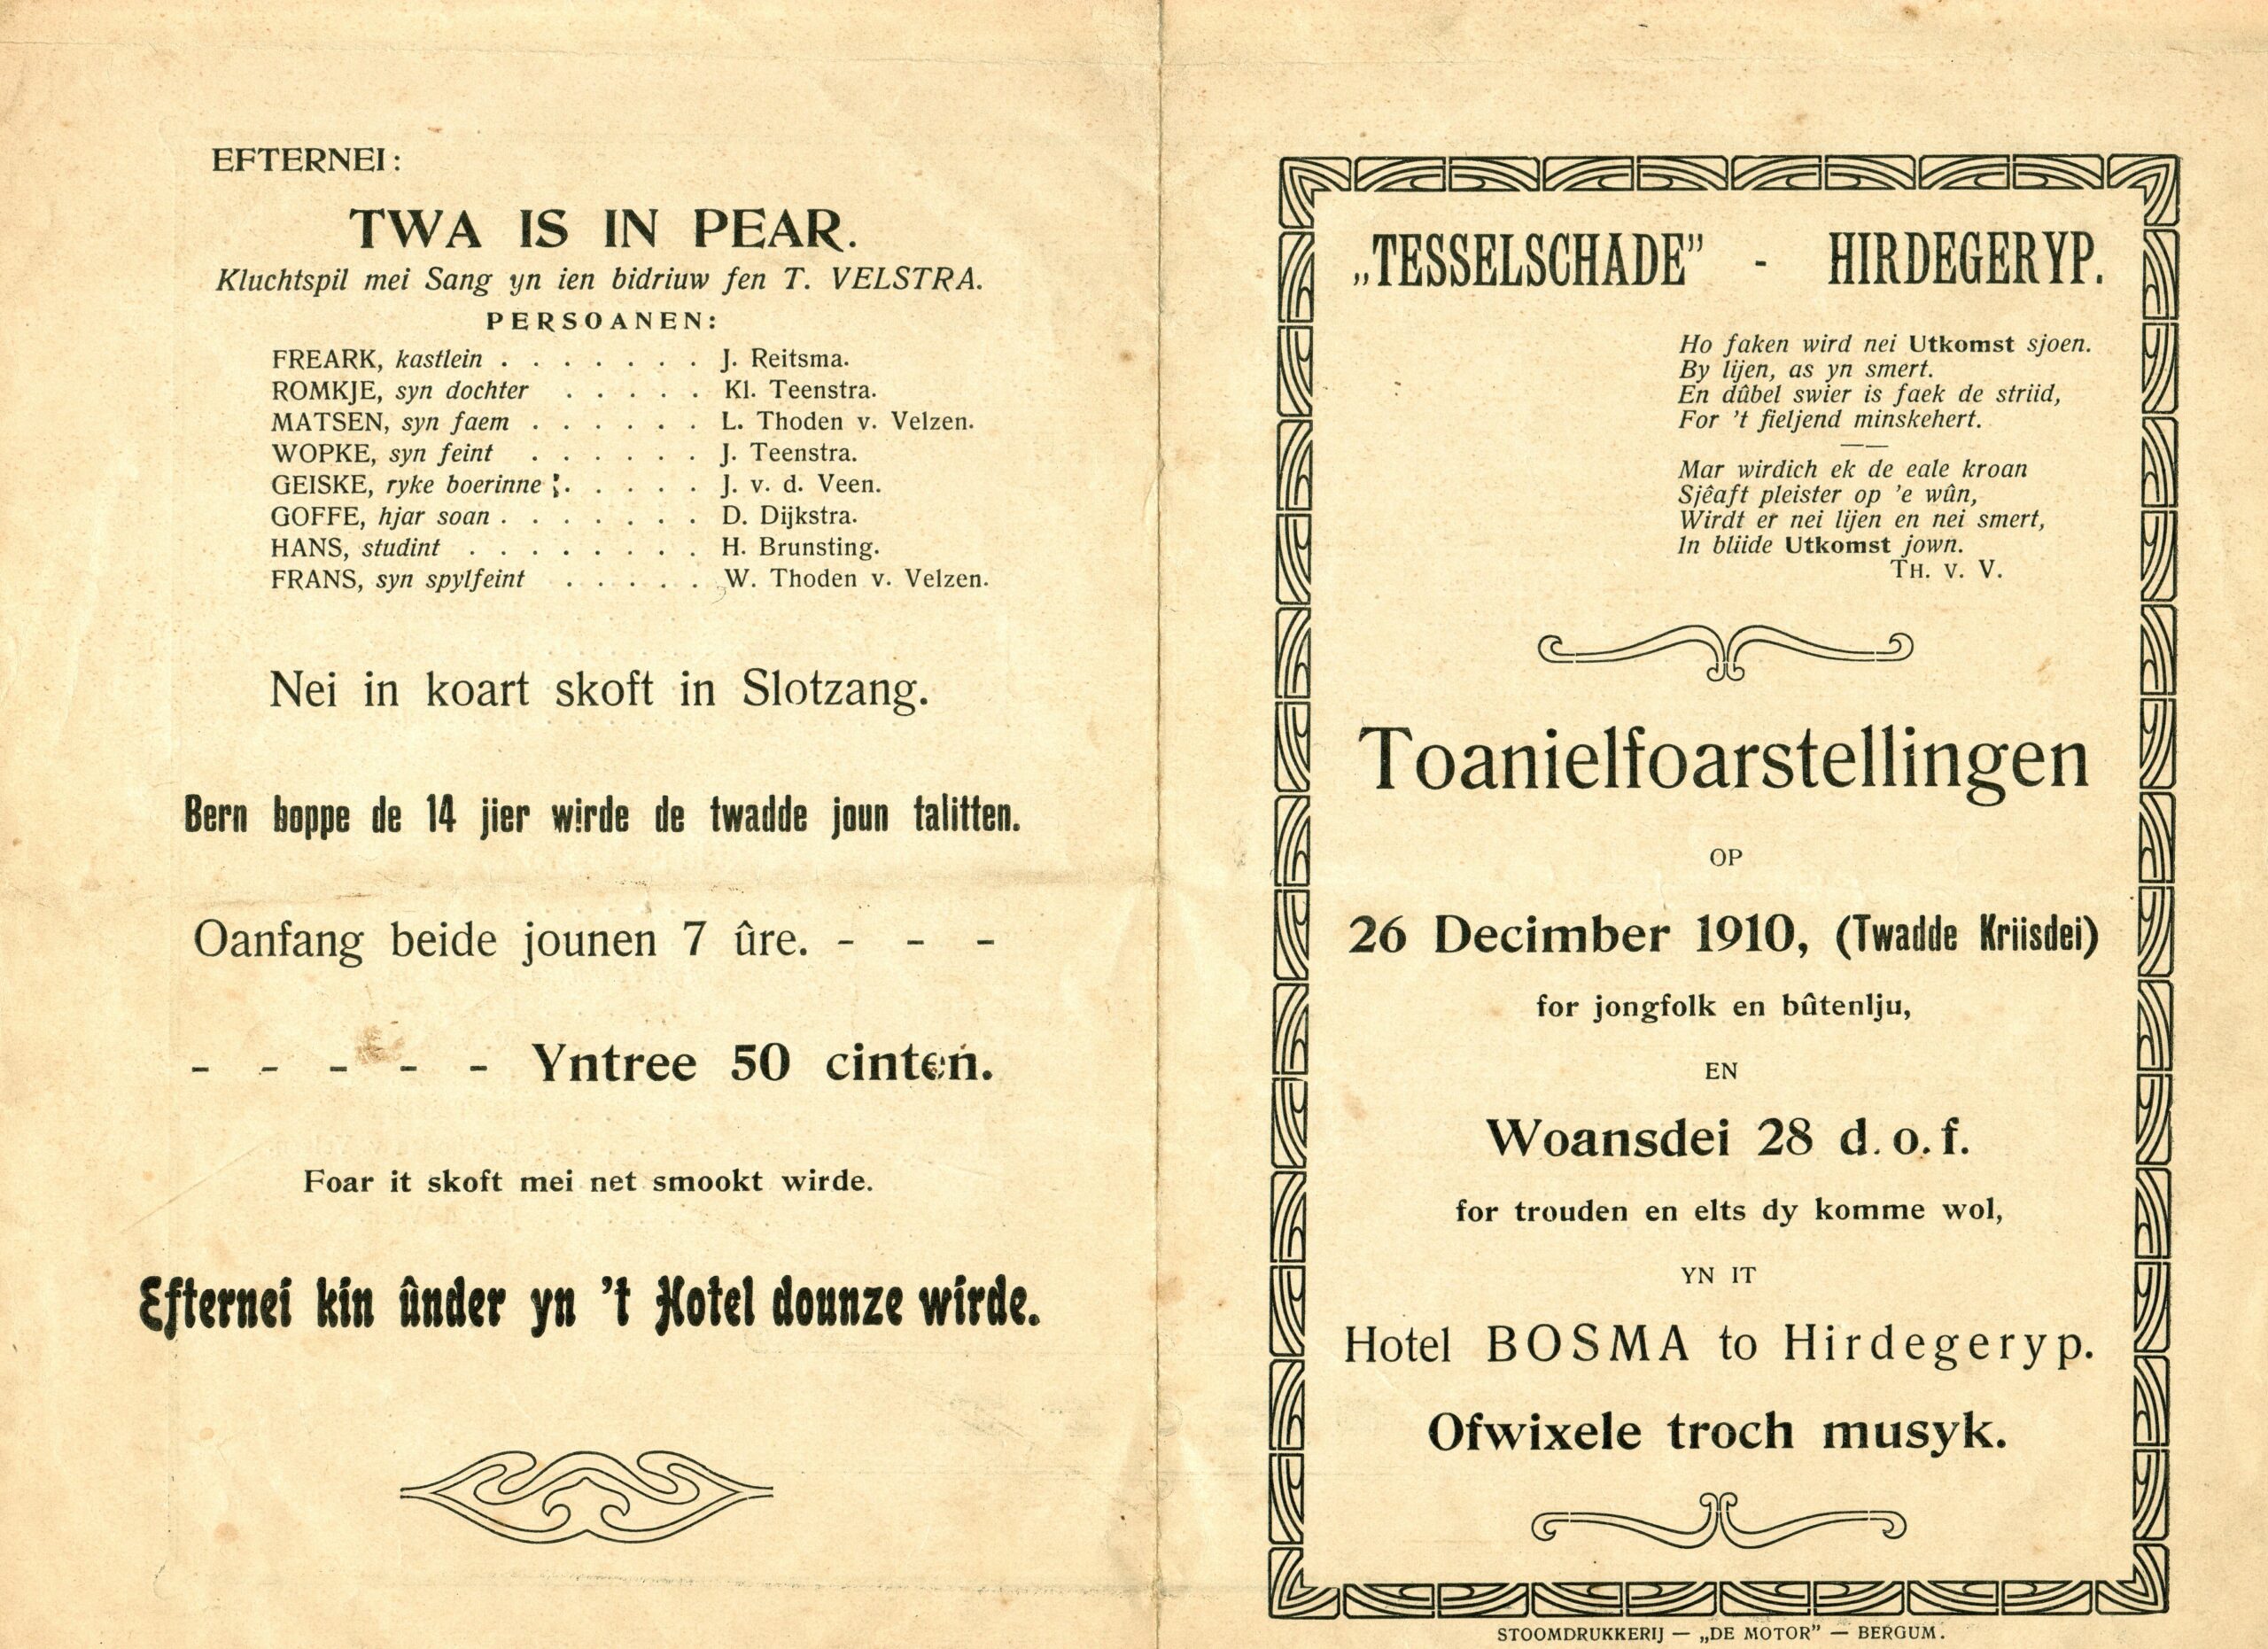 EFTERNEI:
TWA IS IN PEAR.
Kluchtspil mei Sang yn ien bidriuw fen T. VELSTRA.
PERSOANEN:
FREARK, kastlein . . . . . . . J. Reitsma.
ROMKJE, syn dochter . . . . . Kl. Teenstra.
MATSEN, syn faem . . . . . . L. Thoden v. Velzen.
WOPKE, syn feint . . . . . . J. Teenstra.
GEISKE, ryke boerinne . . . . . J. v. d. Veen.
GOFFE, hjar soan . . . . . . . D. Dijkstra.
HANS, studint . . . . . . . . H. Brunsting.
FRANS, syn spylfeint . . . . . W. Thoden v. Velzen.
Nei in koart skoft in Slotzang.
Bern boppe de 14 jier wirde de twadde joun talitten.
Oanfang beide jounen 7 ûre. - - -
- - - - - Yntree 50 cinten.
Foar it skoft mei net smookt wirde.
Efternei kin ûnder yn 't Hotel dounze wirde.
„TESSELSCHADE” - HIRDEGERYP.
Ho faken wird nei Utkomst sjoen.
By lijen, as yn smert.
En dûbel swier is faek de striid,
For 't fieljend minskehert.
Mar wirdich ek de eale kroan
Sjêaft pleister op 'e wûn,
Wirdt er nei lijen en nei smert,
In bliide Utkomst jown.
TH. V. V.
Toanielfoarstellingen
OP
26 Decimber 1910, (Twadde Kriisdei)
for jongfolk en bûtenlju,
EN
Woansdei 28 d. o. f.
for trouden en elts dy komme wol,
YN IT
Hotel BOSMA to Hirdegeryp.
Ofwixele troch musyk.
STOOMDRUKKERIJ — „DE MOTOR” — BERGUM.